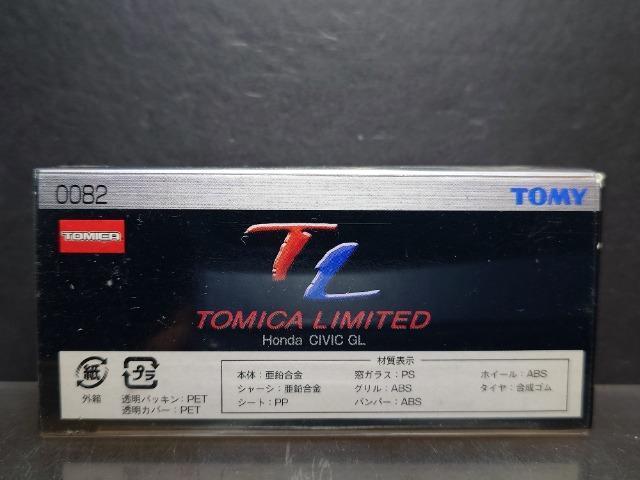 0082
TOMY
TOMICA
TL
TOMICA LIMITED
Honda CIVIC GL
紙
外箱
プラ
透明パッキン:PET
透明カバー:PET
材質表示
本体:亜鉛合金 窓ガラス:PS ホイール:ABS
シャーシ:亜鉛合金 グリル:ABS タイヤ:合成ゴム
シート:PP バンパー:ABS